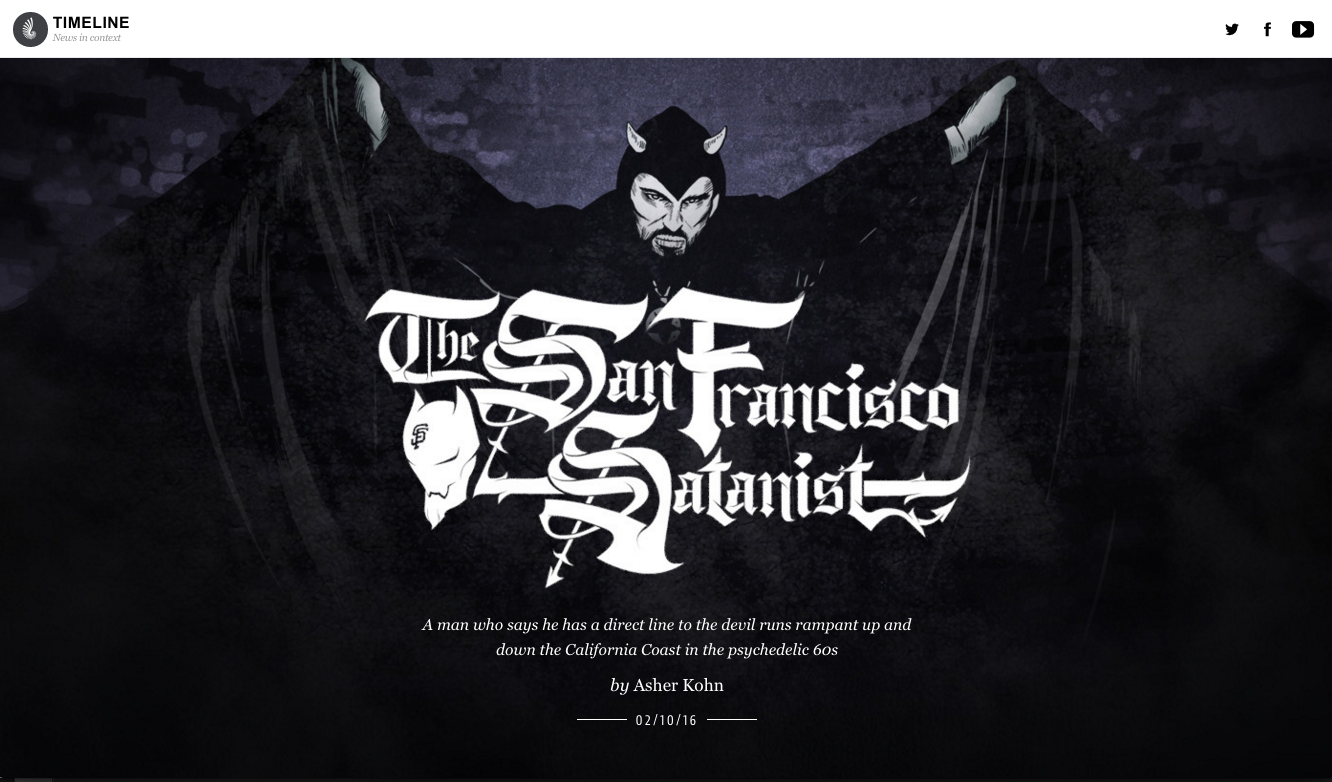 TIMELINE
News in context
The San Francisco
SF
Satanist
A man who says he has a direct line to the devil runs rampant up and
down the California Coast in the psychedelic 60s
by Asher Kohn
02/10/16